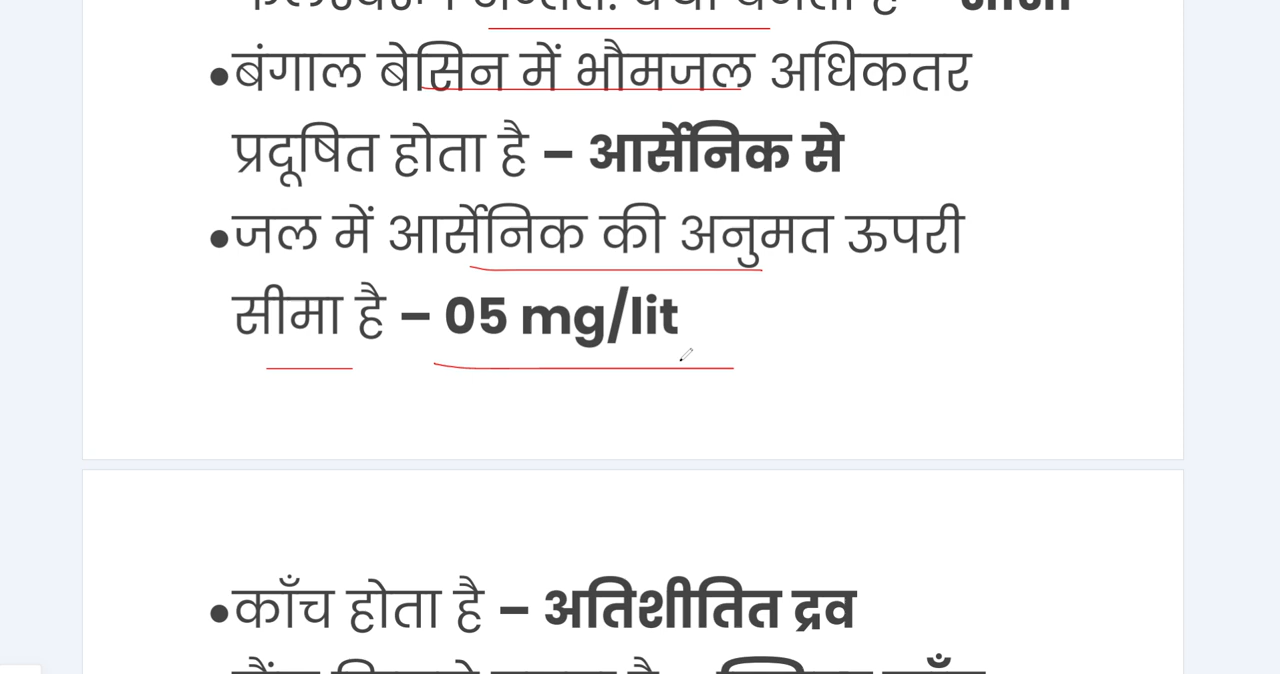 •बंगाल बेसिन में भौमजल अधिकतर
प्रदूषित होता है – आर्सेनिक से
•जल में आर्सेनिक की अनुमत ऊपरी
सीमा है – 05 mg/lit
•काँच होता है – अतिशीतित द्रव